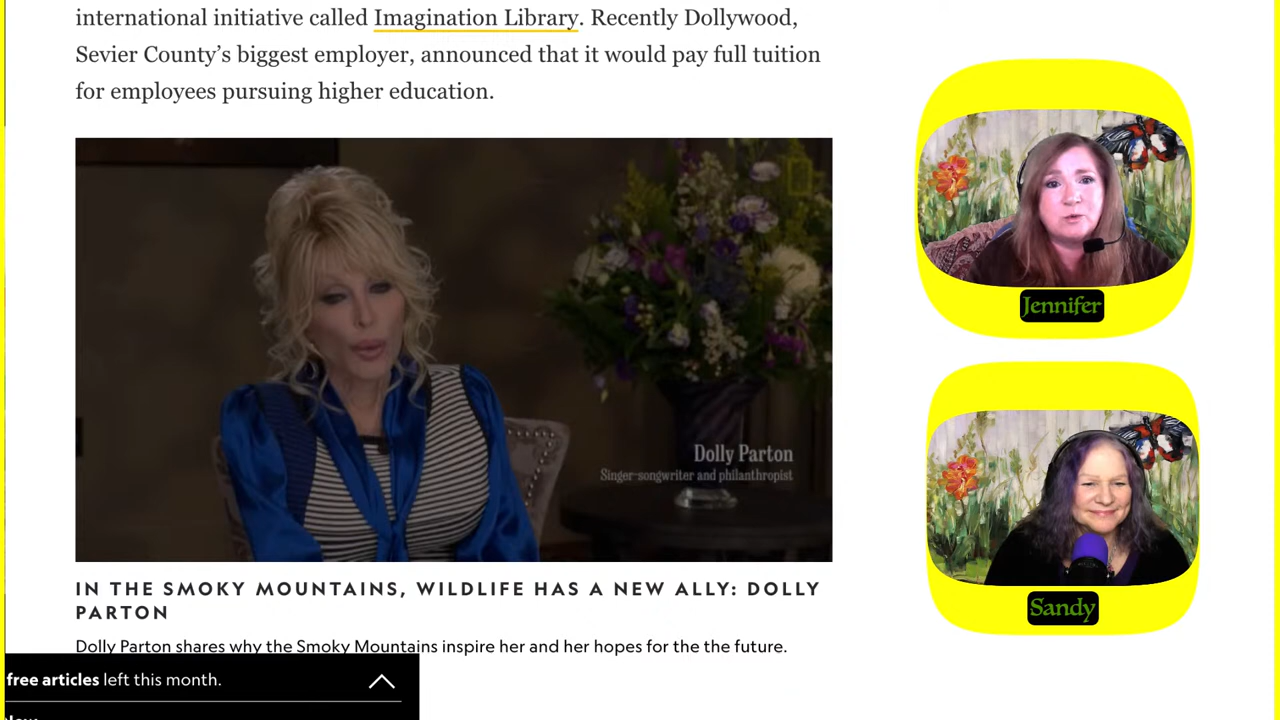 international initiative called Imagination Library. Recently Dollywood,
Sevier County’s biggest employer, announced that it would pay full tuition
for employees pursuing higher education.
Dolly Parton
Singer-songwriter and philanthropist
IN THE SMOKY MOUNTAINS, WILDLIFE HAS A NEW ALLY: DOLLY
PARTON
Dolly Parton shares why the Smoky Mountains inspire her and her hopes for the the future.
free articles left this month.
Jennifer
Sandy